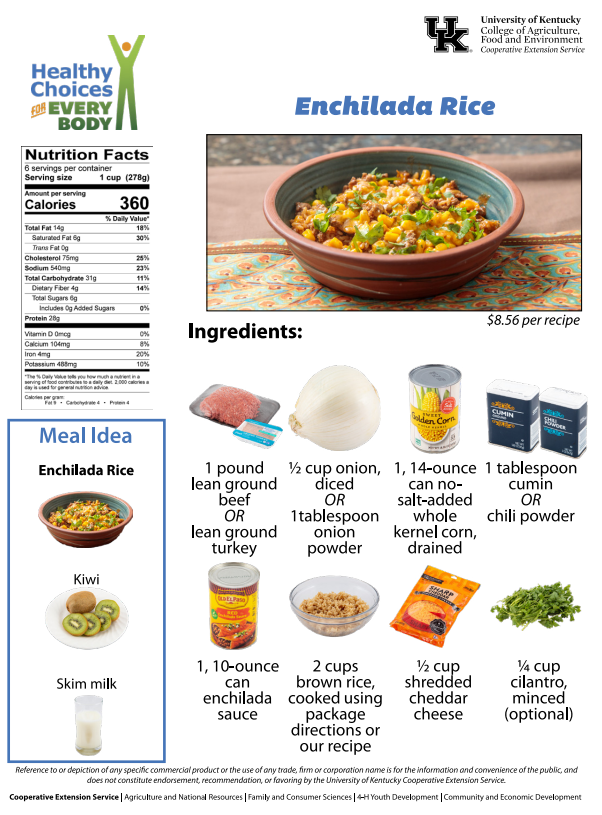 University of Kentucky
College of Agriculture,
Food and Environment
Cooperative Extension Service
UK
Healthy
Choices
FOR EVERY
BODY
Enchilada Rice
Nutrition Facts
6 servings per container
Serving size 1 cup (278g)
Amount per serving
Calories 360
% Daily Value*
Total Fat 14g 18%
Saturated Fat 6g 30%
Trans Fat 0g
Cholesterol 75mg 25%
Sodium 540mg 23%
Total Carbohydrate 31g 11%
Dietary Fiber 4g 14%
Total Sugars 6g
Includes 0g Added Sugars 0%
Protein 28g
Vitamin D 0mcg 0%
Calcium 104mg 8%
Iron 4mg 20%
Potassium 488mg 10%
*The % Daily Value tells you how much a nutrient in a
serving of food contributes to a daily diet. 2,000 calories a
day is used for general nutrition advice.
Calories per gram:
Fat 9 • Carbohydrate 4 • Protein 4
$8.56 per recipe
Ingredients:
SWEET
Golden Corn
CUMIN
CHILI
POWDER
1 pound
lean ground
beef
OR
lean ground
turkey
½ cup onion,
diced
OR
1tablespoon
onion
powder
1, 14-ounce
can no-
salt-added
whole
kernel corn,
drained
1 tablespoon
cumin
OR
chili powder
OLD EL PASO
SHARP
1, 10-ounce
can
enchilada
sauce
2 cups
brown rice,
cooked using
package
directions or
our recipe
½ cup
shredded
cheddar
cheese
¼ cup
cilantro,
minced
(optional)
Meal Idea
Enchilada Rice
Kiwi
Skim milk
Reference to or depiction of any specific commercial product or the use of any trade, firm or corporation name is for the information and convenience of the public, and
does not constitute endorsement, recommendation, or favoring by the University of Kentucky Cooperative Extension Service.
Cooperative Extension Service | Agriculture and National Resources | Family and Consumer Sciences | 4-H Youth Development | Community and Economic Development